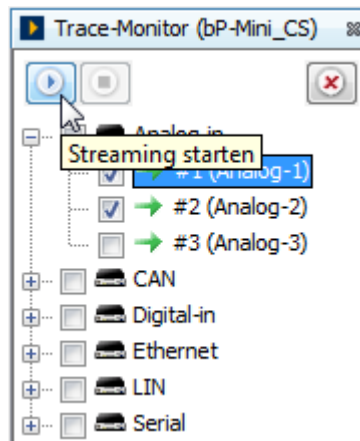 Trace-Monitor (bP-Mini_CS)
Analog-in
Streaming starten
#1 (Analog-1)
#2 (Analog-2)
#3 (Analog-3)
CAN
Digital-in
Ethernet
LIN
Serial